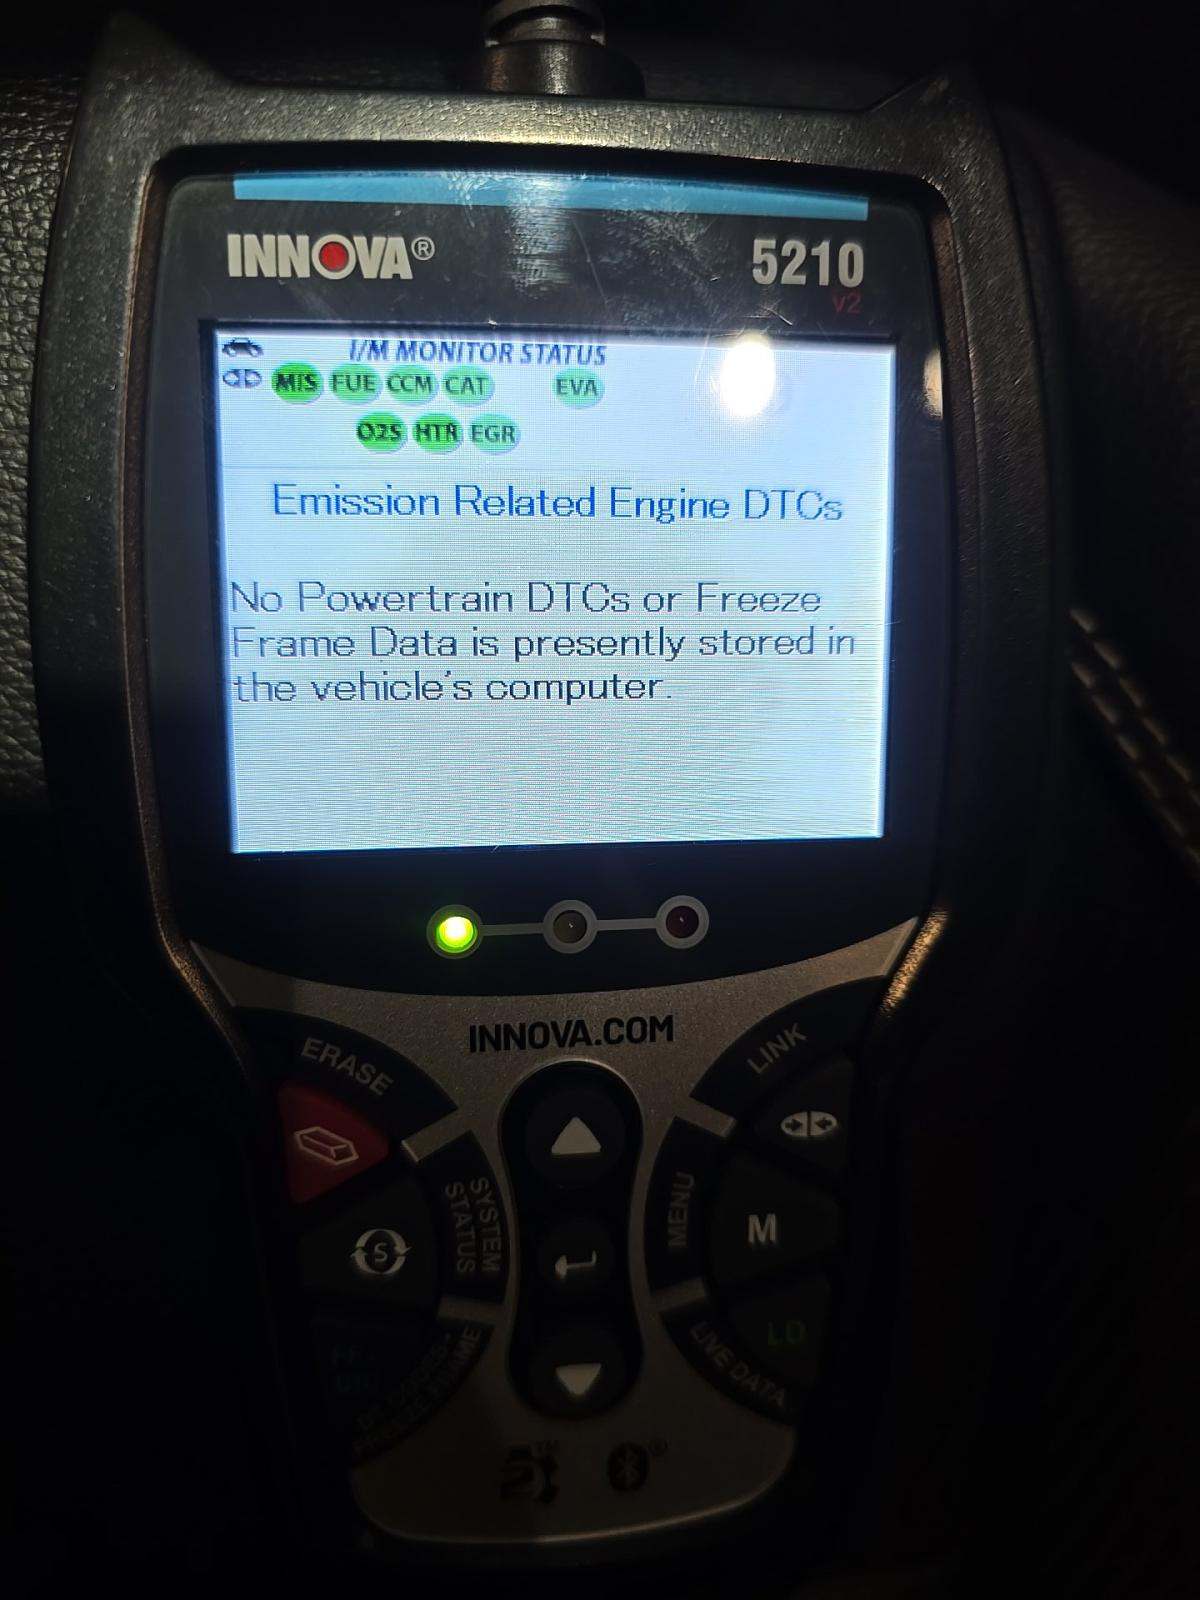 INNOVA®
5210
v2
I/M MONITOR STATUS
MIS FUE CCM CAT EVA
O2S HTR EGR
Emission Related Engine DTCs
No Powertrain DTCs or Freeze
Frame Data is presently stored in
the vehicle's computer.
INNOVA.COM
ERASE
LINK
SYSTEM
STATUS
S
MENU
M
LIVE DATA
LD
FREEZE FRAME